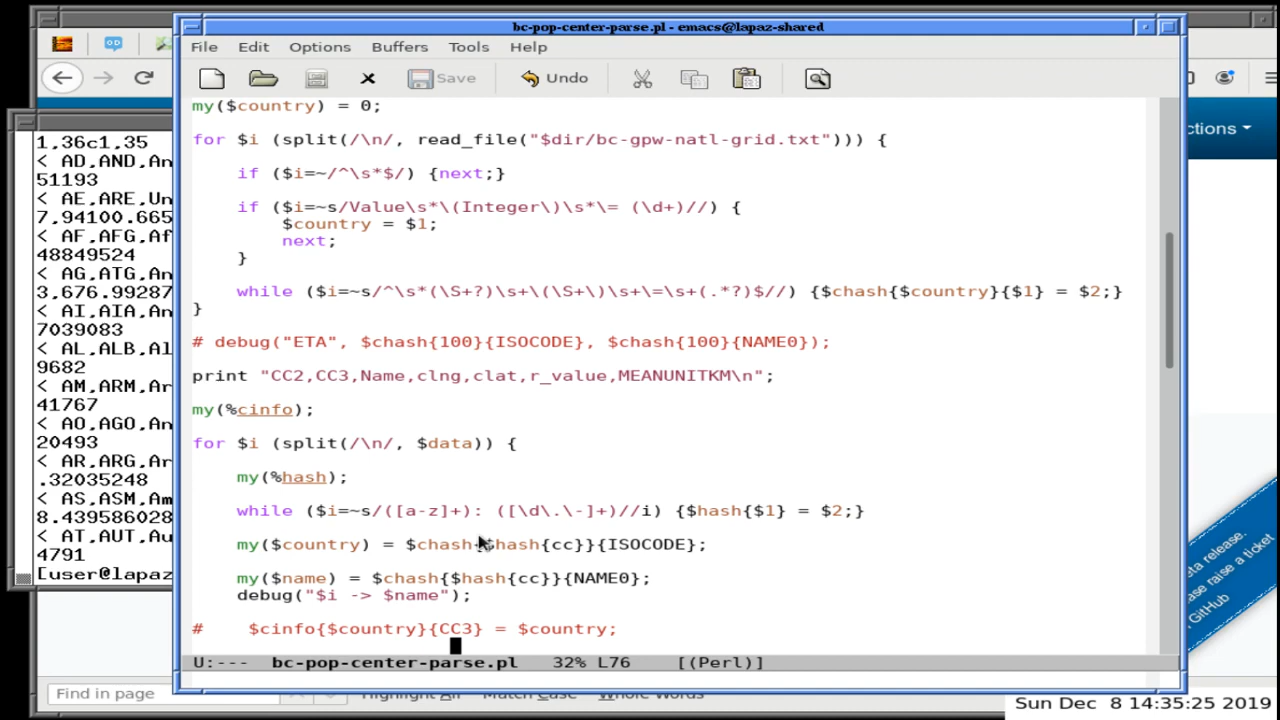 bc-pop-center-parse.pl - emacs@lapaz-shared
File Edit Options Buffers Tools Help
Save Undo
my($country) = 0;
for $i (split(/\n/, read_file("$dir/bc-gpw-natl-grid.txt"))) {
if ($i=~/^\s*$/) {next;}
if ($i=~s/Value\s*\(Integer\)\s*\= (\d+)//) {
$country = $1;
next;
}
while ($i=~s/^\s*(\S+?)\s+\(\S+\)\s+\=\s+(.*?)$//) {$chash{$country}{$1} = $2;}
}
# debug("ETA", $chash{100}{ISOCODE}, $chash{100}{NAME0});
print "CC2,CC3,Name,clng,clat,r_value,MEANUNITKM\n";
my(%cinfo);
for $i (split(/\n/, $data)) {
my(%hash);
while ($i=~s/([a-z]+): ([\d\.\-]+)//i) {$hash{$1} = $2;}
my($country) = $chash{$hash{cc}}{ISOCODE};
my($name) = $chash{$hash{cc}}{NAME0};
debug("$i -> $name");
# $cinfo{$country}{CC3} = $country;
U:--- bc-pop-center-parse.pl 32% L76 [(Perl)]
1,36c1,35
< AD,AND,An
51193
< AE,ARE,Un
7.94100.665
< AF,AFG,Af
48849524
< AG,ATG,An
3,676.99287
< AI,AIA,An
7039083
< AL,ALB,Al
9682
< AM,ARM,Ar
41767
< AO,AGO,An
20493
< AR,ARG,Ar
.32035248
< AS,ASM,Am
8.439586028
< AT,AUT,Au
4791
[user@lapaz
ctions
eta release.
ase raise a ticket
GitHub
Find in page Highlight All Match Case Whole Words
Sun Dec 8 14:35:25 2019